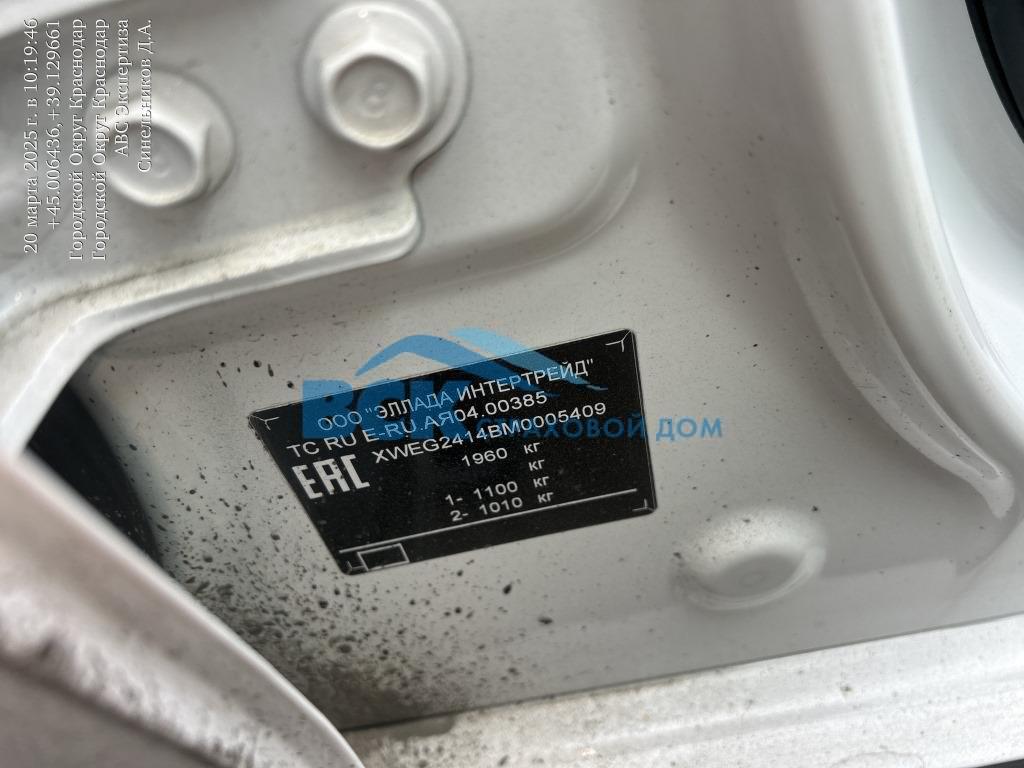 20 марта 2025 г. в 10:19:46
+45.006436,+39.129661
Городской Округ Краснодар
Городской Округ Краснодар
АВС Экспертиза
Синельников Д.А.
ВСК СТРАХОВОЙ ДОМ
ООО "ЭЛЛАДА ИНТЕРТРЕЙД"
ТС RU E-RU.АЯ04.00385
XWEG2414BM0005409
EAC
1960 кг
кг
1- 1100 кг
2- 1010 кг